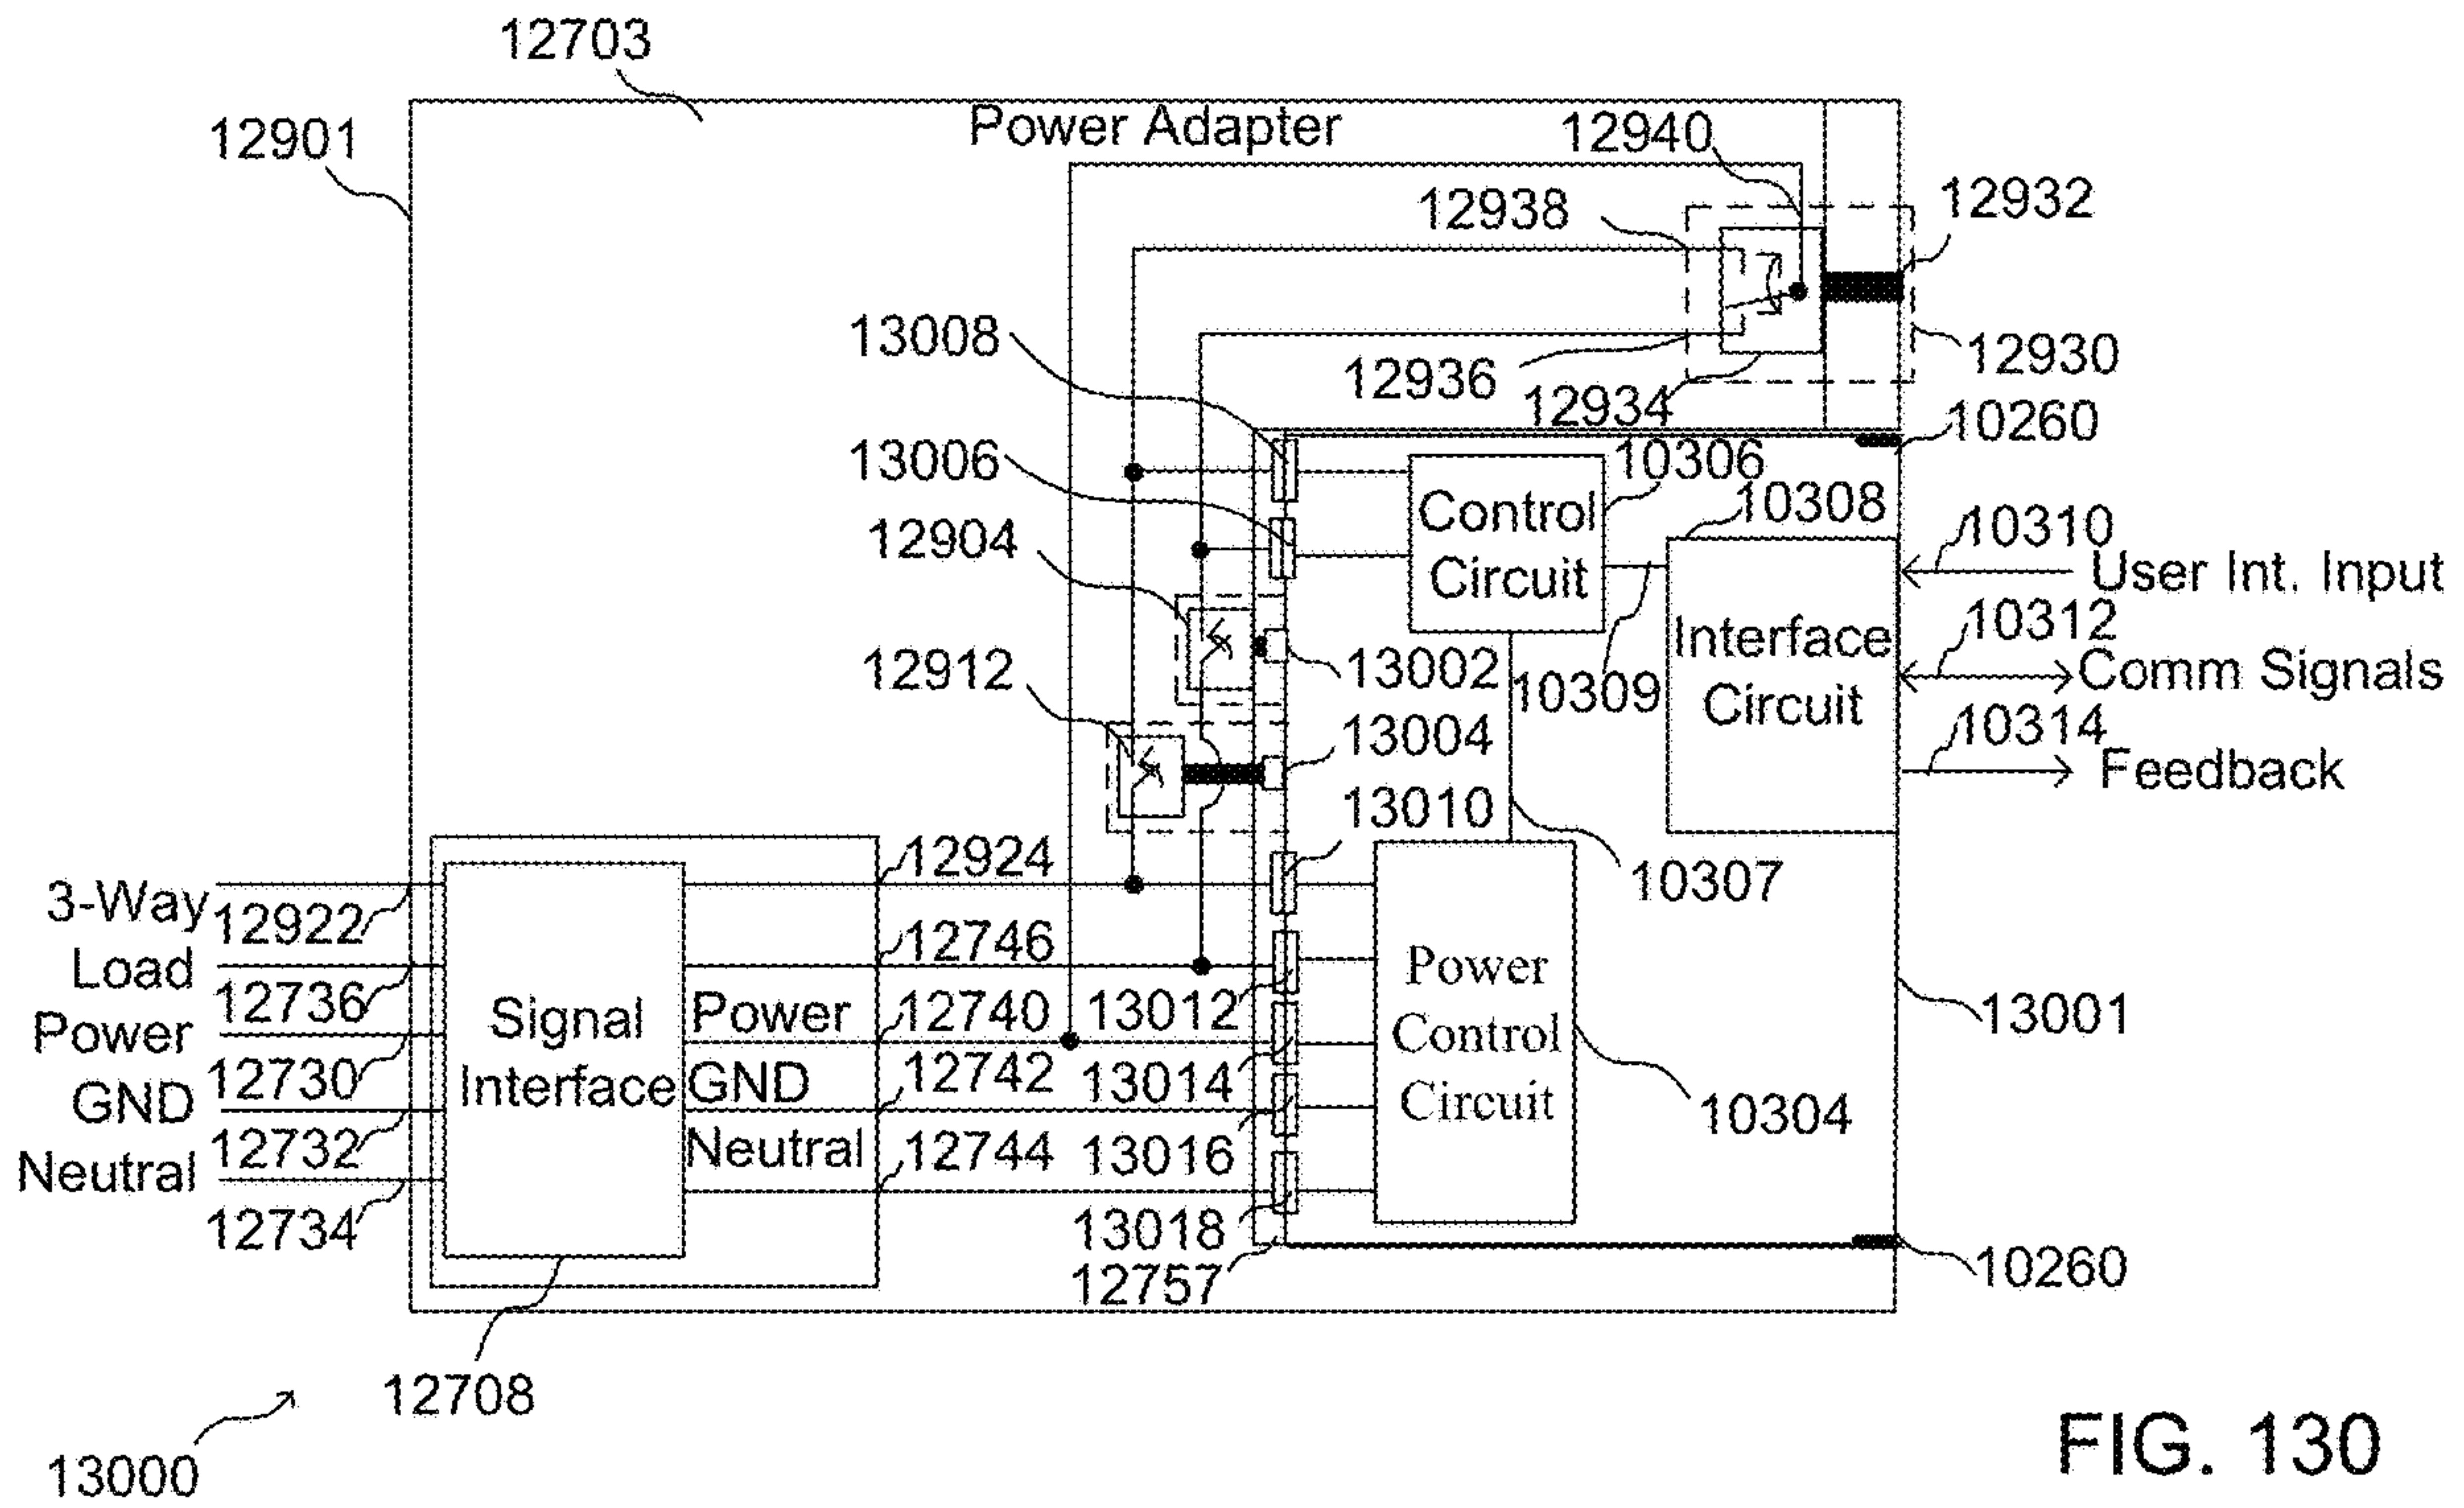 12703
12901
Power Adapter
12940
12938
12932
13008
12936
12930
12934
10260
13006
10306
10308
Control
Circuit
12904
10310
User Int. Input
10312
Interface
Circuit
12912
13002
10309
Comm Signals
13004
10314
Feedback
13010
12924
10307
3-Way
12922
12746
Load
12736
Power
12740
13012
Signal
Interface
Power
Control
Circuit
13001
Power
12730
GND
12742
13014
10304
GND
12732
Neutral
12744
13016
Neutral
12734
13018
12757
10260
12708
13000
FIG. 130